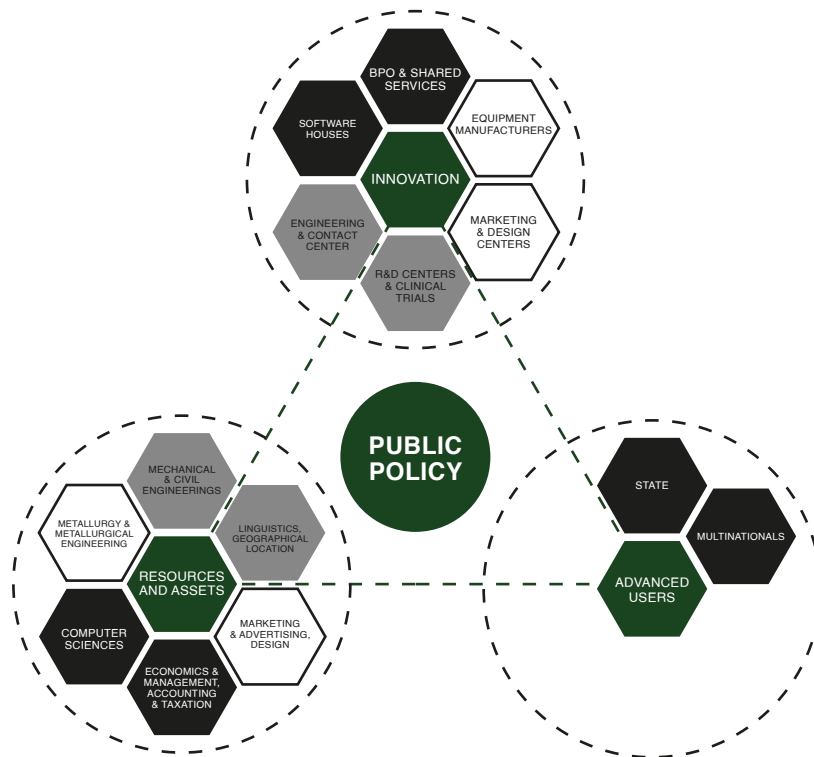 BPO & SHARED
SERVICES
SOFTWARE
HOUSES
EQUIPMENT
MANUFACTURERS
INNOVATION
ENGINEERING
& CONTACT
CENTER
MARKETING
& DESIGN
CENTERS
R&D CENTERS
& CLINICAL
TRIALS
PUBLIC
POLICY
MECHANICAL
& CIVIL
ENGINEERINGS
METALLURGY &
METALLURGICAL
ENGINEERING
LINGUISTICS,
GEOGRAPHICAL
LOCATION
RESOURCES
AND ASSETS
COMPUTER
SCIENCES
MARKETING
& ADVERTISING,
DESIGN
ECONOMICS &
MANAGEMENT,
ACCOUNTING
& TAXATION
STATE
MULTINATIONALS
ADVANCED
USERS